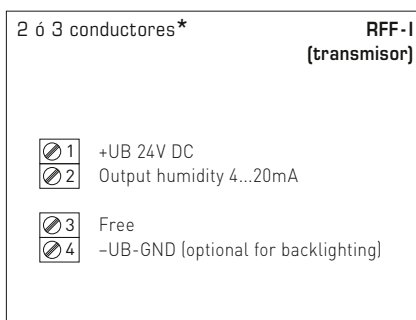 2 ó 3 conductores* RFF-I
(transmisor)
1 +UB 24V DC
2 Output humidity 4...20mA
3 Free
4 –UB-GND (optional for backlighting)